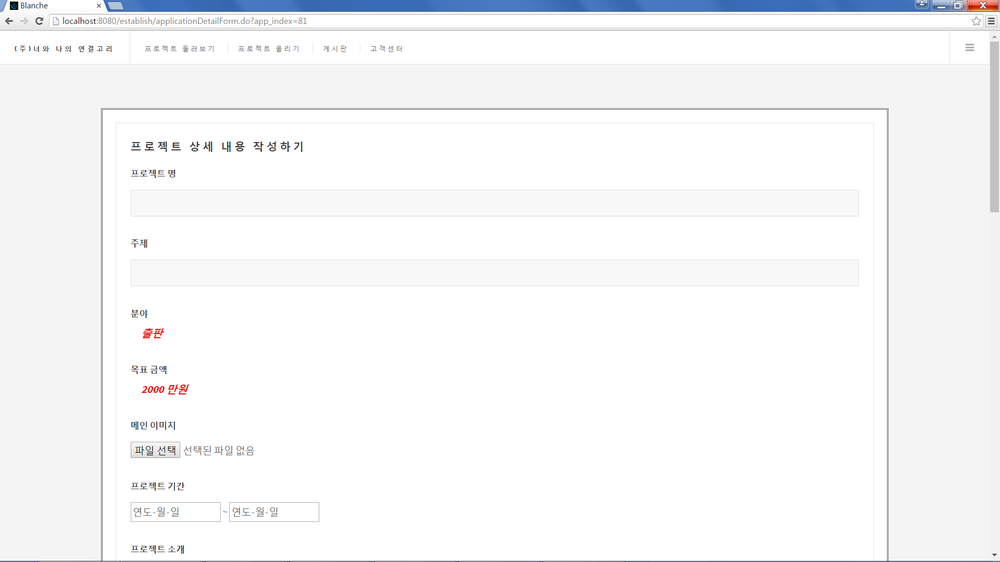 Blanche
localhost:8080/establish/applicationDetailForm.do?app_index=81
(주)너와 나의 연결고리 프로젝트 둘러보기 프로젝트 올리기 게시판 고객센터
프로젝트 상세 내용 작성하기
프로젝트 명
주제
분야
출판
목표 금액
2000 만원
메인 이미지
파일 선택 선택된 파일 없음
프로젝트 기간
연도-월-일 ~ 연도-월-일
프로젝트 소개